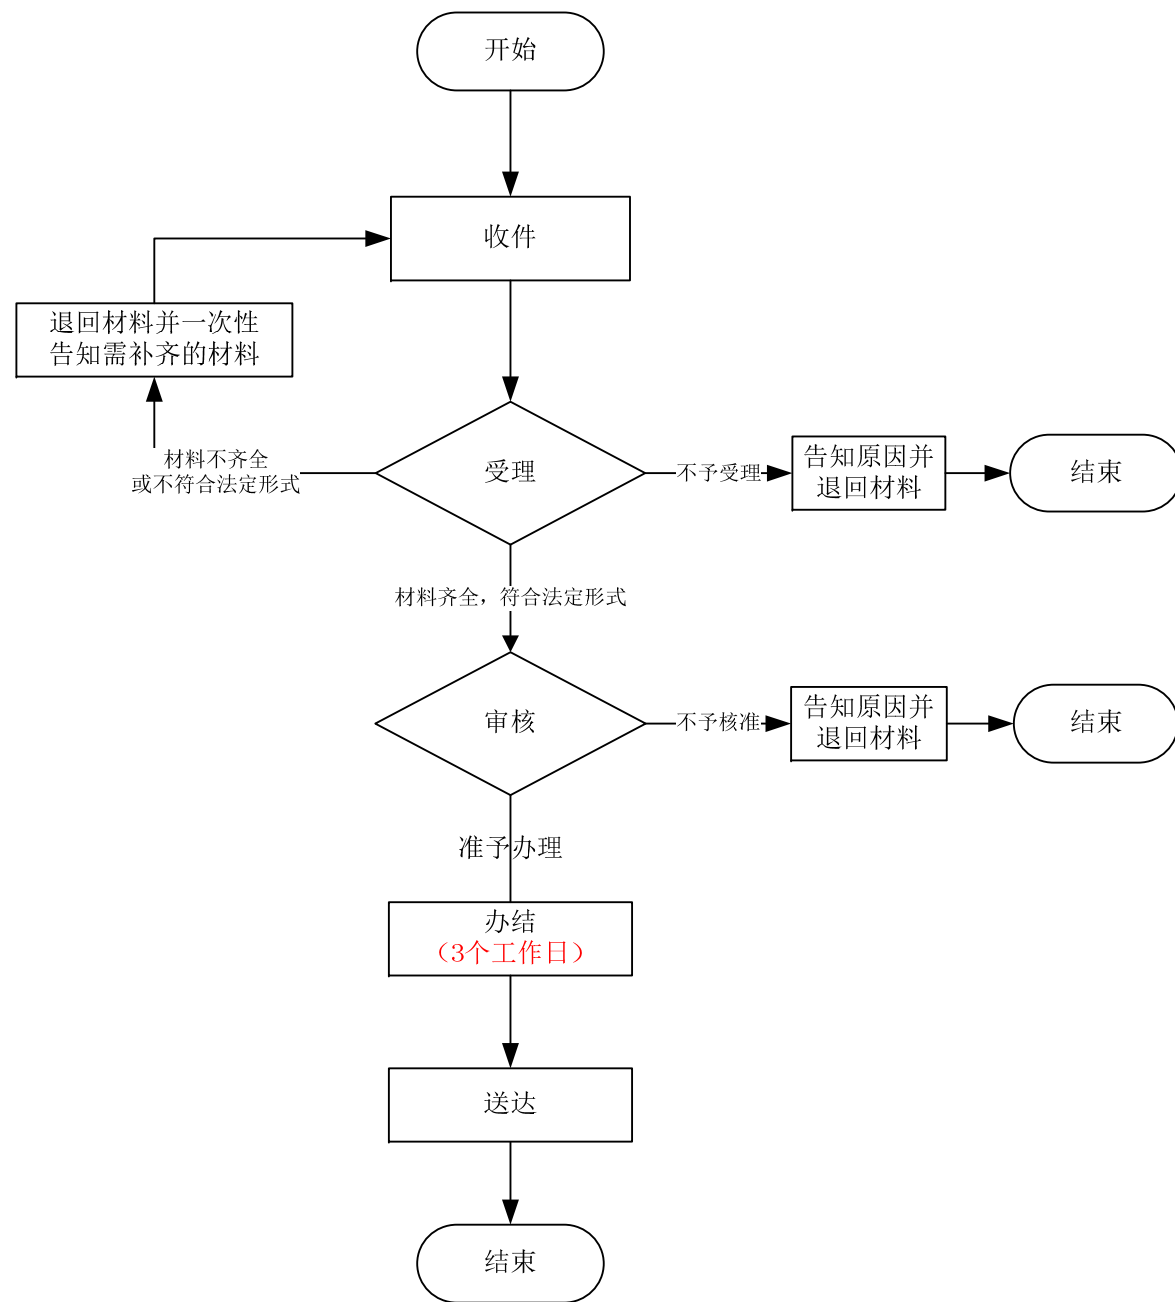 开始
收件
退回材料并一次性
告知需补齐的材料
材料不齐全
或不符合法定形式
受理
不予受理
告知原因并
退回材料
结束
材料齐全，符合法定形式
审核
不予核准
告知原因并
退回材料
结束
准予办理
办结
（3个工作日）
送达
结束